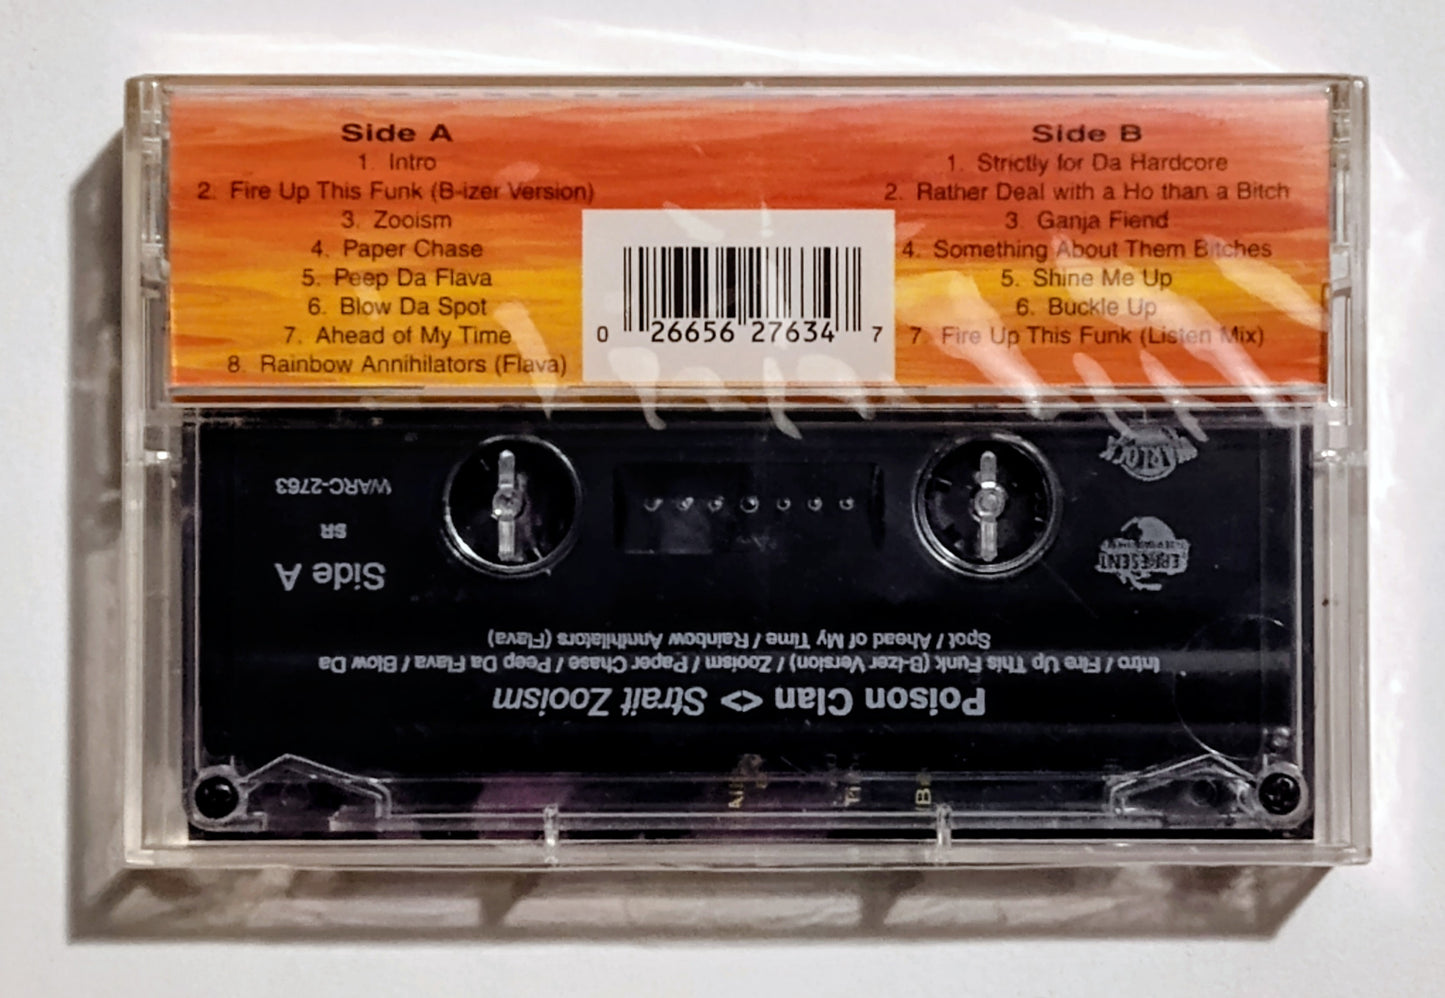 Side A
1. Intro
2. Fire Up This Funk (B-izer Version)
3. Zooism
4. Paper Chase
5. Peep Da Flava
6. Blow Da Spot
7. Ahead of My Time
8. Rainbow Annihilators (Flava)
Side B
1. Strictly for Da Hardcore
2. Rather Deal with a Ho than a Bitch
3. Ganja Fiend
4. Something About Them Bitches
5. Shine Me Up
6. Buckle Up
7. Fire Up This Funk (Listen Mix)
0 26656 27634 7
Poison Clan <> Strait Zooism
Intro / Fire Up This Funk (B-izer Version) / Zooism / Paper Chase / Peep Da Flava / Blow Da
Spot / Ahead of My Time / Rainbow Annihilators (Flava)
Side A
SR
WARC-2763
WARLOCK